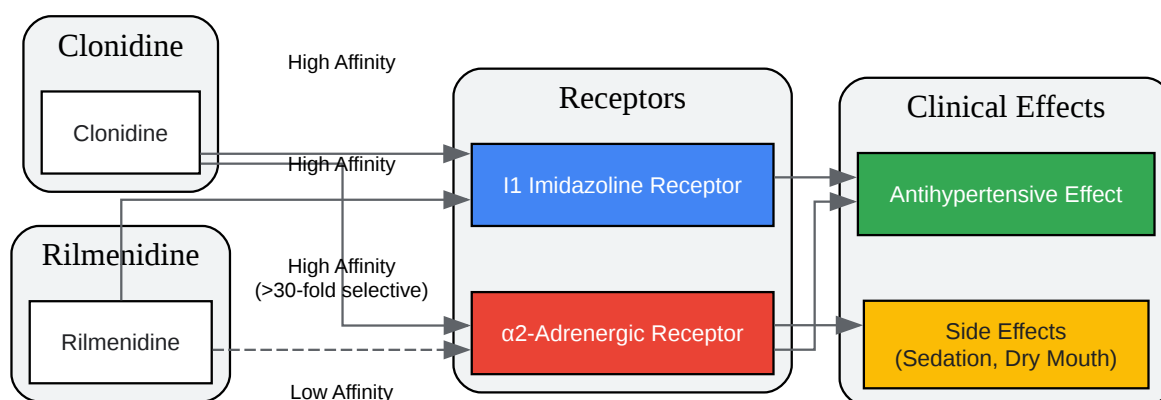 Clonidine
Clonidine
High Affinity
High Affinity
Rilmenidine
Rilmenidine
High Affinity
(>30-fold selective)
Low Affinity
Receptors
I1 Imidazoline Receptor
α2-Adrenergic Receptor
Clinical Effects
Antihypertensive Effect
Side Effects
(Sedation, Dry Mouth)